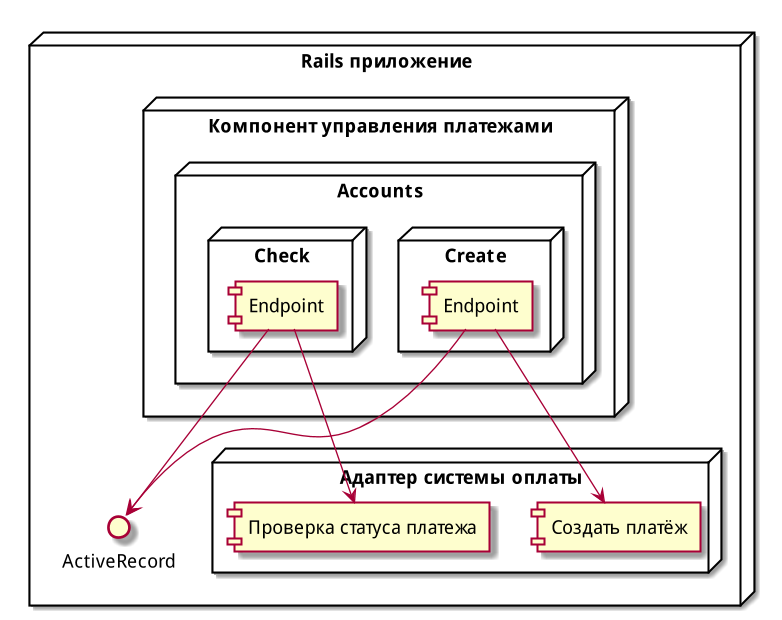 Rails приложение
Компонент управления платежами
Accounts
Check
Create
Endpoint
Endpoint
Адаптер системы оплаты
Проверка статуса платежа
Создать платёж
ActiveRecord